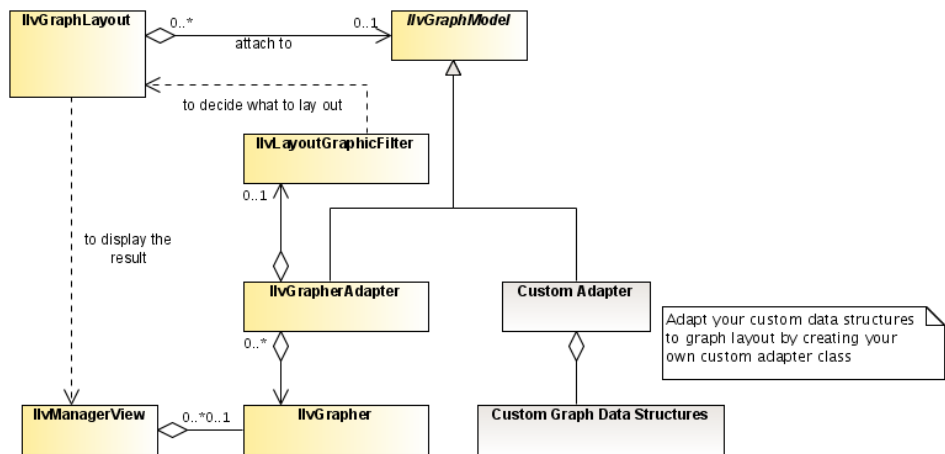 IlvGraphLayout
0..*
0..1
attach to
IlvGraphModel
to decide what to lay out
IlvLayoutGraphicFilter
0..1
to display the
result
IlvGrapherAdapter
Custom Adapter
Adapt your custom data structures
to graph layout by creating your
own custom adapter class
0..*
IlvManagerView
0..*0..1
IlvGrapher
Custom Graph Data Structures